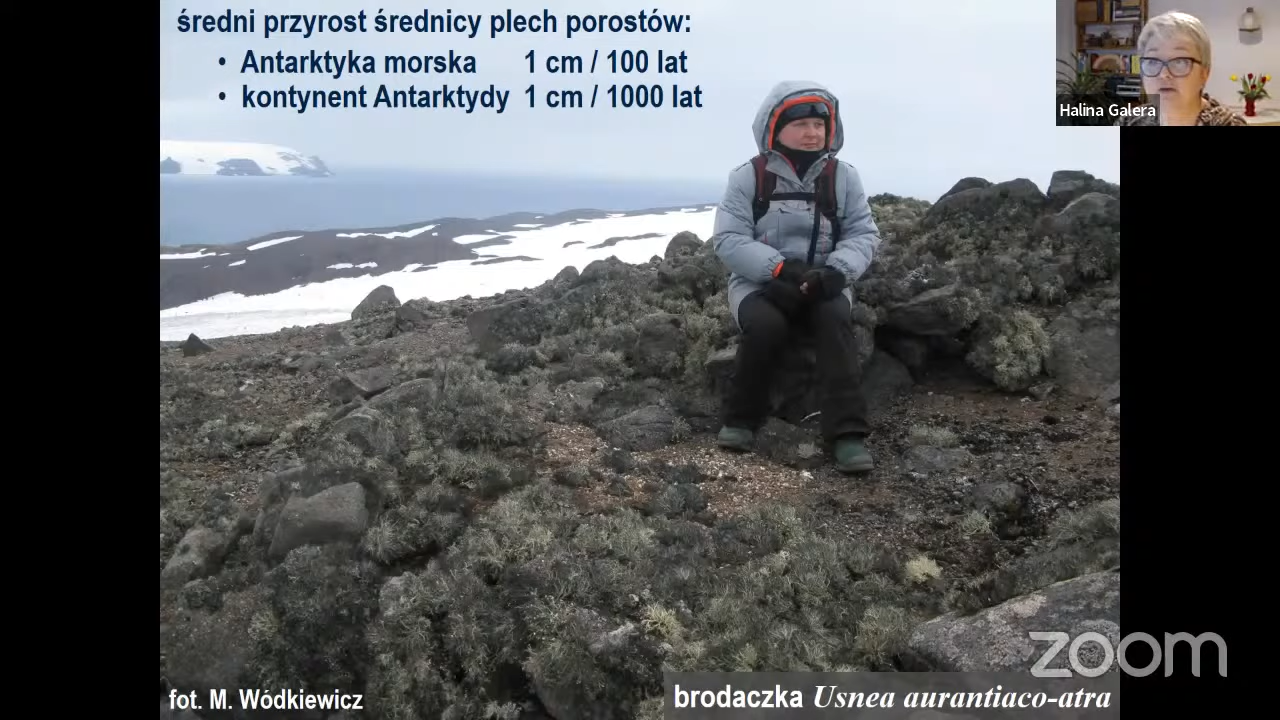 średni przyrost średnicy plech porostów:
• Antarktyka morska 1 cm / 100 lat
• kontynent Antarktydy 1 cm / 1000 lat
Halina Galera
zoom
fot. M. Wódkiewicz
brodaczka Usnea aurantiaco-atra